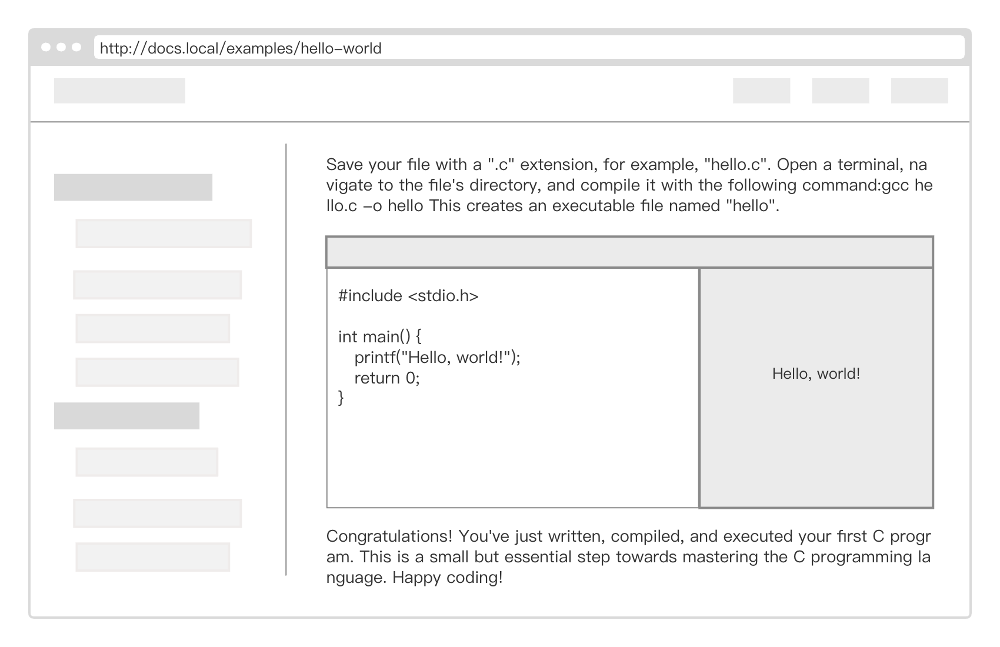 http://docs.local/examples/hello-world
Save your file with a ".c" extension, for example, "hello.c". Open a terminal, na
vigate to the file's directory, and compile it with the following command:gcc he
llo.c -o hello This creates an executable file named "hello".
#include <stdio.h>
int main() {
    printf("Hello, world!");
    return 0;
}
Hello, world!
Congratulations! You've just written, compiled, and executed your first C progr
am. This is a small but essential step towards mastering the C programming la
nguage. Happy coding!